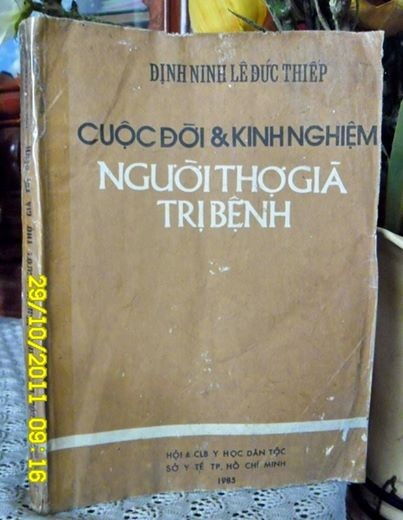 ĐỊNH NINH LÊ ĐỨC THIẾP
CUỘC ĐỜI & KINH NGHIỆM
NGƯỜI THỢ GIÀ
TRỊ BỆNH
HỘI & CLB Y HỌC DÂN TỘC
SỞ Y TẾ TP. HỒ CHÍ MINH
1985
29/10/2011 09:16